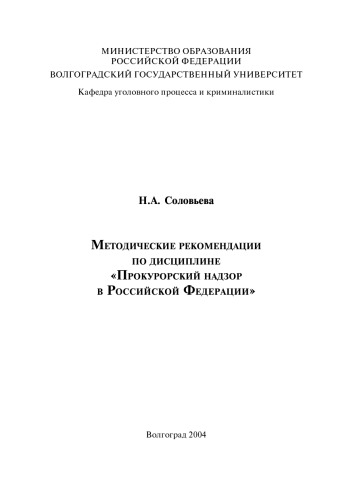 МИНИСТЕРСТВО ОБРАЗОВАНИЯ
РОССИЙСКОЙ ФЕДЕРАЦИИ
ВОЛГОГРАДСКИЙ ГОСУДАРСТВЕННЫЙ УНИВЕРСИТЕТ
Кафедра уголовного процесса и криминалистики
Н.А. Соловьева
Методические рекомендации
по дисциплине
«Прокурорский надзор
в Российской Федерации»
Волгоград 2004